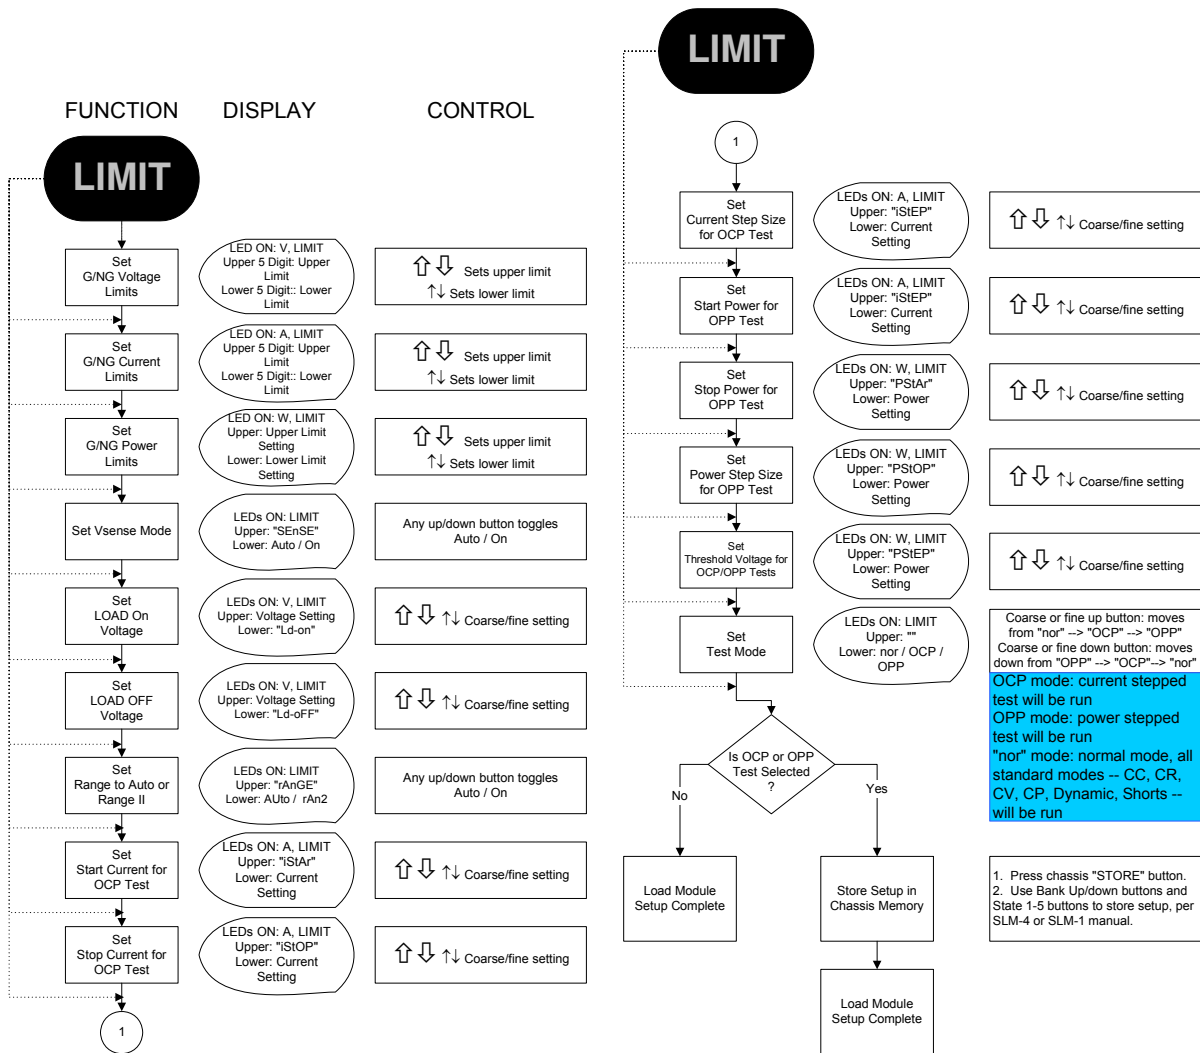 FUNCTION DISPLAY CONTROL
LIMIT
Set
G/NG Voltage
Limits
LED ON: V, LIMIT
Upper 5 Digit: Upper
Limit
Lower 5 Digit:: Lower
Limit
⇧ ⇩ Sets upper limit
↑↓ Sets lower limit
Set
G/NG Current
Limits
LED ON: A, LIMIT
Upper 5 Digit: Upper
Limit
Lower 5 Digit:: Lower
Limit
⇧ ⇩ Sets upper limit
↑↓ Sets lower limit
Set
G/NG Power
Limits
LED ON: W, LIMIT
Upper: Upper Limit
Setting
Lower: Lower Limit
Setting
⇧ ⇩ Sets upper limit
↑↓ Sets lower limit
Set Vsense Mode
LEDs ON: LIMIT
Upper: "SEnSE"
Lower: Auto / On
Any up/down button toggles
Auto / On
Set
LOAD On
Voltage
LEDs ON: V, LIMIT
Upper: Voltage Setting
Lower: "Ld-on"
⇧ ⇩ ↑↓ Coarse/fine setting
Set
LOAD OFF
Voltage
LEDs ON: V, LIMIT
Upper: Voltage Setting
Lower: "Ld-oFF"
⇧ ⇩ ↑↓ Coarse/fine setting
Set
Range to Auto or
Range II
LEDs ON: LIMIT
Upper: "rAnGE"
Lower: AUto / rAn2
Any up/down button toggles
Auto / On
Set
Start Current for
OCP Test
LEDs ON: A, LIMIT
Upper: "iStAr"
Lower: Current
Setting
⇧ ⇩ ↑↓ Coarse/fine setting
Set
Stop Current for
OCP Test
LEDs ON: A, LIMIT
Upper: "iStOP"
Lower: Current
Setting
⇧ ⇩ ↑↓ Coarse/fine setting
1
LIMIT
1
Set
Current Step Size
for OCP Test
LEDs ON: A, LIMIT
Upper: "iStEP"
Lower: Current
Setting
⇧ ⇩ ↑↓ Coarse/fine setting
Set
Start Power for
OPP Test
LEDs ON: A, LIMIT
Upper: "iStEP"
Lower: Current
Setting
⇧ ⇩ ↑↓ Coarse/fine setting
Set
Stop Power for
OPP Test
LEDs ON: W, LIMIT
Upper: "PStAr"
Lower: Power
Setting
⇧ ⇩ ↑↓ Coarse/fine setting
Set
Power Step Size
for OPP Test
LEDs ON: W, LIMIT
Upper: "PStOP"
Lower: Power
Setting
⇧ ⇩ ↑↓ Coarse/fine setting
Set
Threshold Voltage for
OCP/OPP Tests
LEDs ON: W, LIMIT
Upper: "PStEP"
Lower: Power
Setting
⇧ ⇩ ↑↓ Coarse/fine setting
Set
Test Mode
LEDs ON: LIMIT
Upper: ""
Lower: nor / OCP /
OPP
Coarse or fine up button: moves
from "nor" --> "OCP" --> "OPP"
Coarse or fine down button: moves
down from "OPP" --> "OCP"--> "nor"
OCP mode: current stepped
test will be run
OPP mode: power stepped
test will be run
"nor" mode: normal mode, all
standard modes -- CC, CR,
CV, CP, Dynamic, Shorts --
will be run
Is OCP or OPP
Test Selected
?
No
Yes
Load Module
Setup Complete
Store Setup in
Chassis Memory
1. Press chassis "STORE" button.
2. Use Bank Up/down buttons and
State 1-5 buttons to store setup, per
SLM-4 or SLM-1 manual.
Load Module
Setup Complete